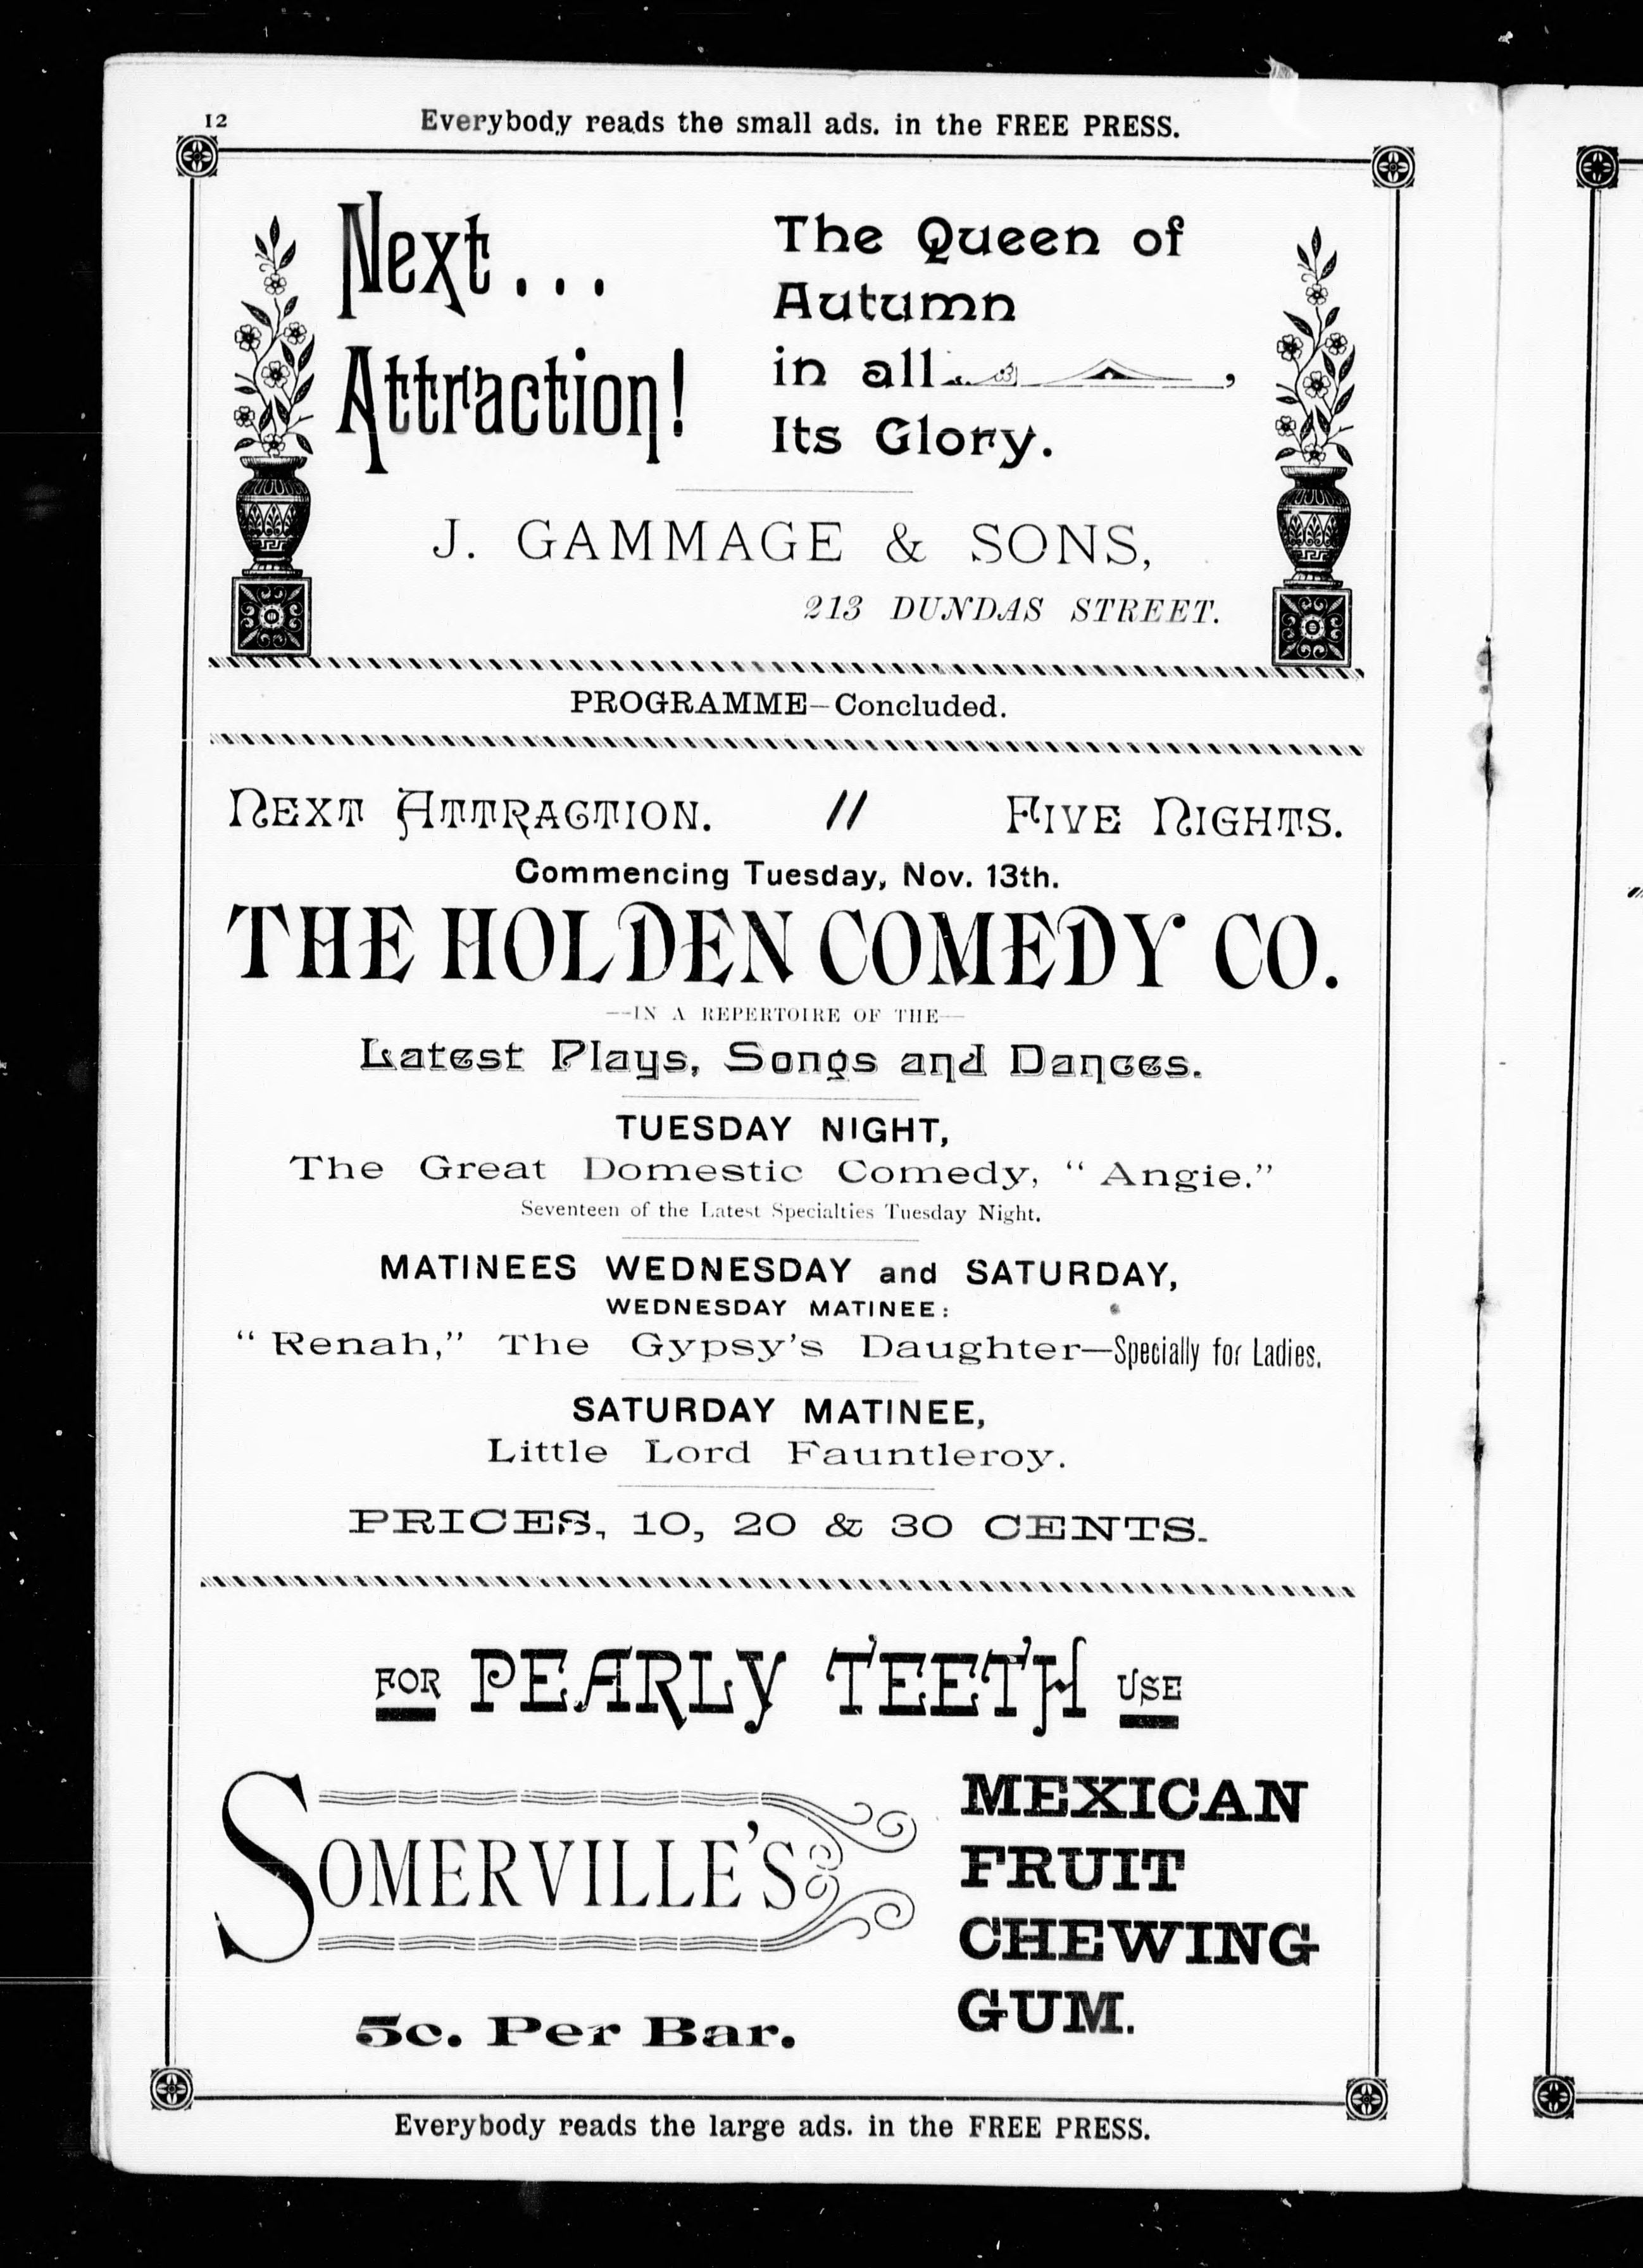 12
Everybody reads the small ads. in the FREE PRESS.
Next . . .
Attraction!
The Queen of
Autumn
in all ,
Its Glory.
J. GAMMAGE & SONS,
213 DUNDAS STREET.
PROGRAMME—Concluded.
NEXT ATTRACTION. // FIVE NIGHTS.
Commencing Tuesday, Nov. 13th.
THE HOLDEN COMEDY CO.
—IN A REPERTOIRE OF THE—
Latest Plays, Songs and Dances.
TUESDAY NIGHT,
The Great Domestic Comedy, “ Angie.”
Seventeen of the Latest Specialties Tuesday Night.
MATINEES WEDNESDAY and SATURDAY,
WEDNESDAY MATINEE:
“ Renah,” The Gypsy’s Daughter—Specially for Ladies.
SATURDAY MATINEE,
Little Lord Fauntleroy.
PRICES, 10, 20 & 30 CENTS.
FOR PEARLY TEETH USE
SOMERVILLE’S
MEXICAN
FRUIT
CHEWING
GUM.
5c. Per Bar.
Everybody reads the large ads. in the FREE PRESS.